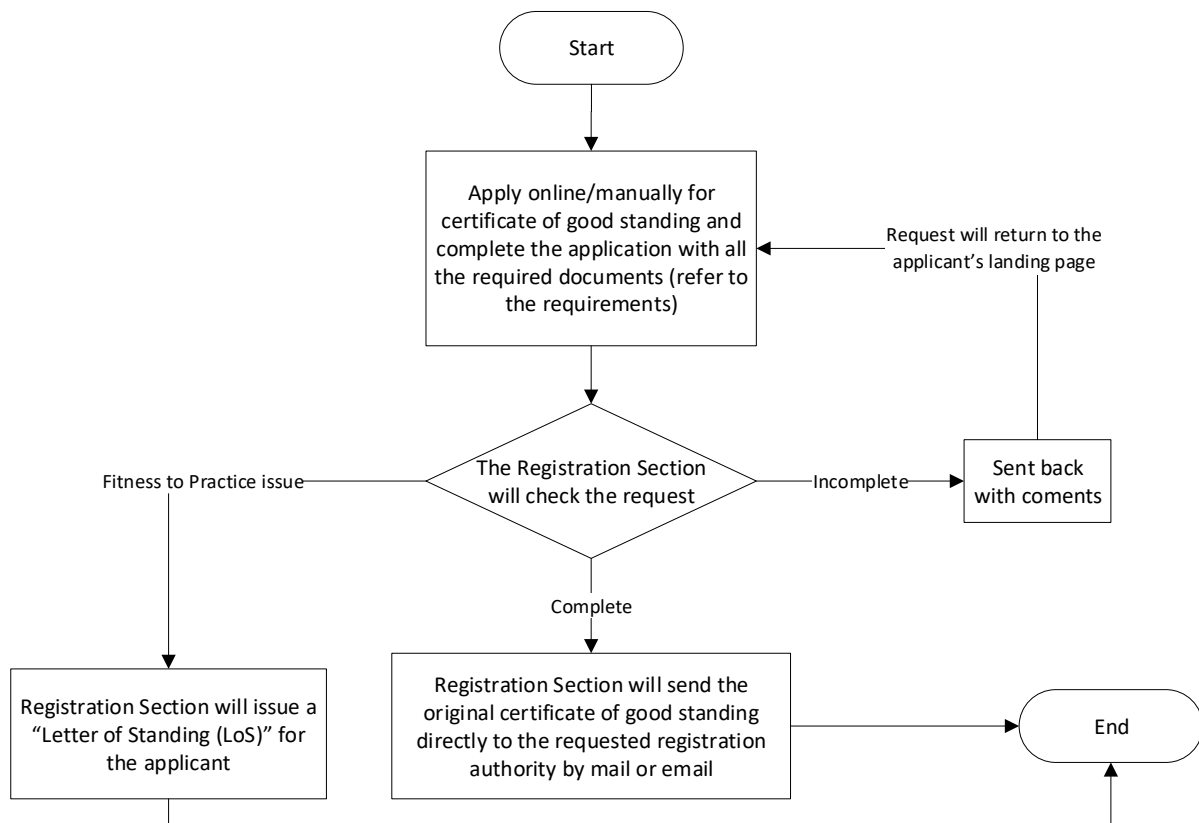 Start
Apply online/manually for
certificate of good standing and
complete the application with all
the required documents (refer to
the requirements)
Request will return to the
applicant’s landing page
Fitness to Practice issue
The Registration Section
will check the request
Incomplete
Sent back
with coments
Complete
Registration Section will issue a
“Letter of Standing (LoS)” for
the applicant
Registration Section will send the
original certificate of good standing
directly to the requested registration
authority by mail or email
End